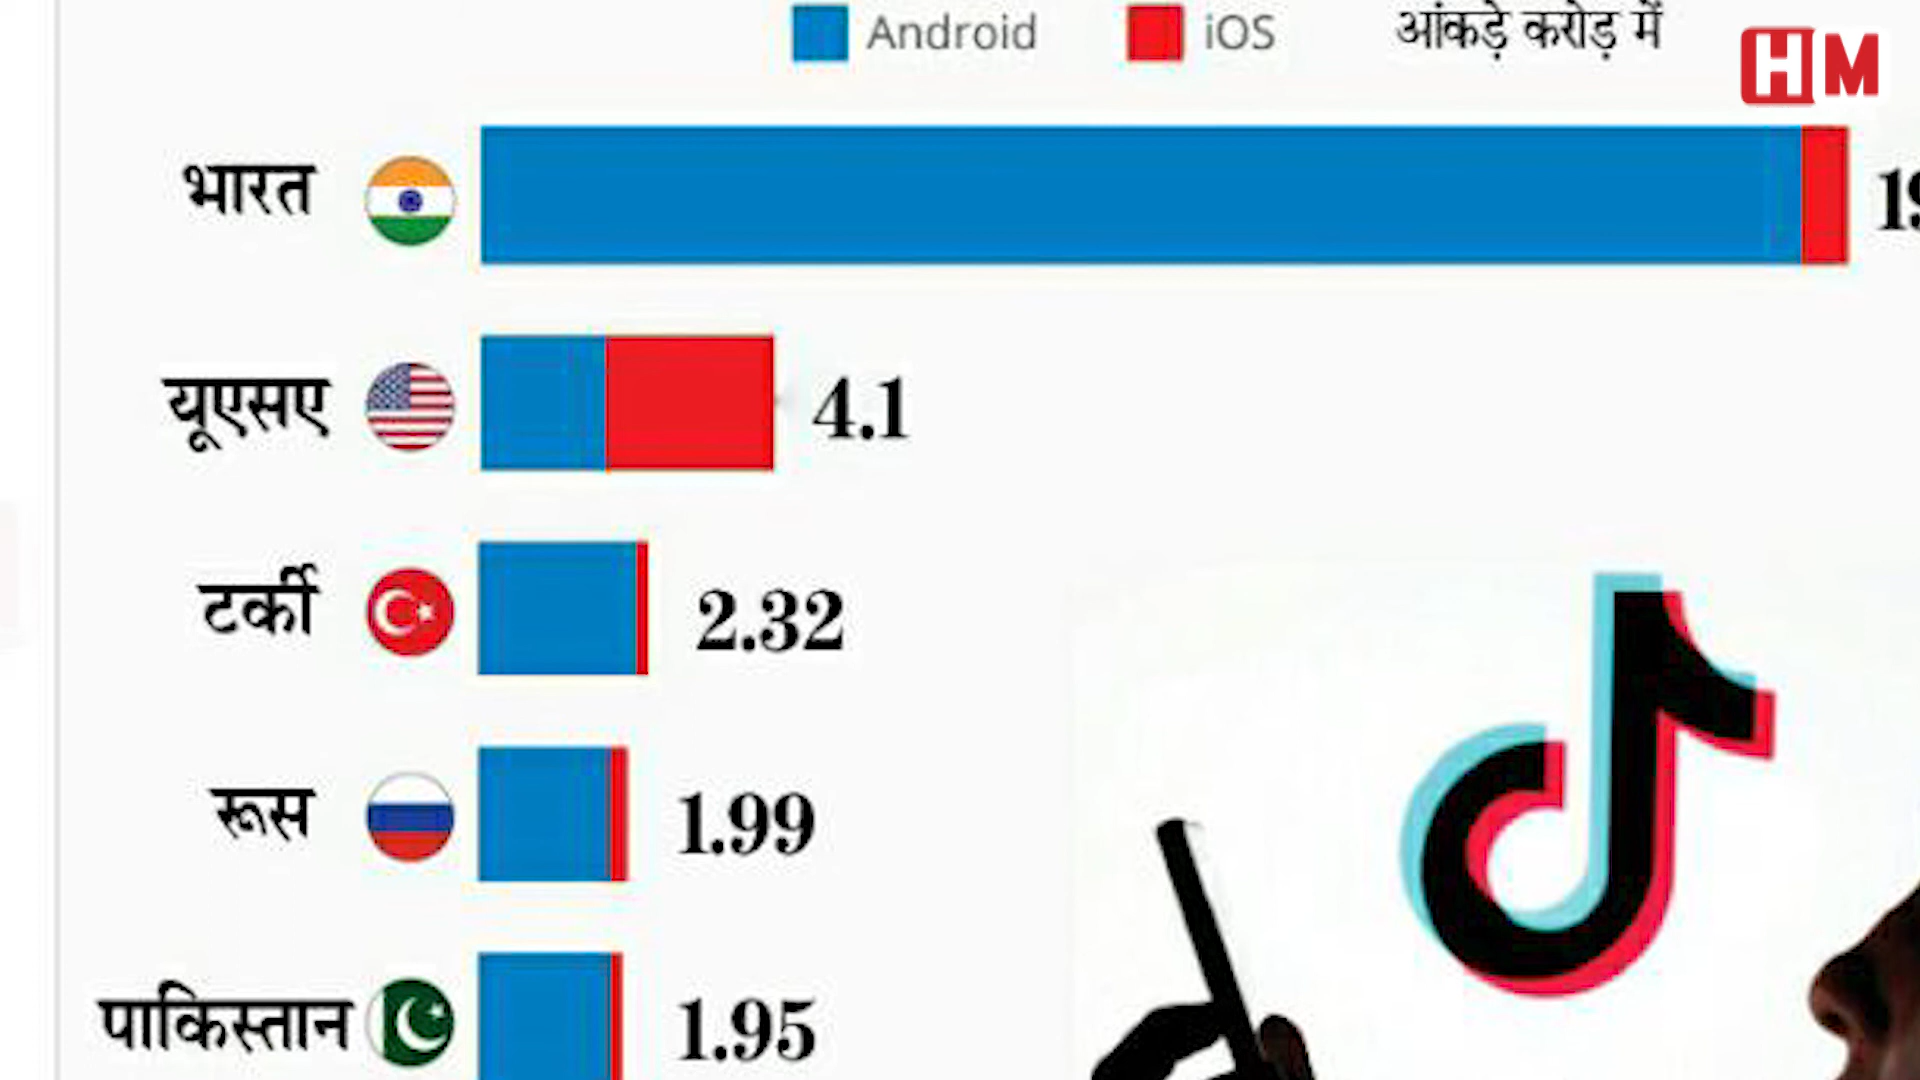 Android iOS आंकड़े करोड़ में
HM
भारत
यूएसए 4.1
टर्की 2.32
रूस 1.99
पाकिस्तान 1.95